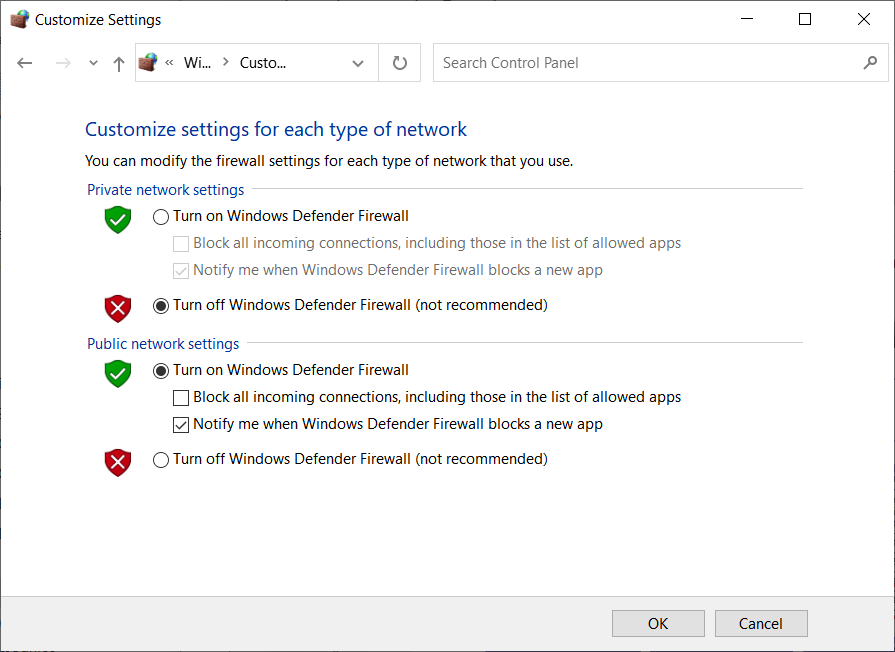 Customize Settings
« Wi... > Custo...
Search Control Panel
Customize settings for each type of network
You can modify the firewall settings for each type of network that you use.
Private network settings
Turn on Windows Defender Firewall
Block all incoming connections, including those in the list of allowed apps
Notify me when Windows Defender Firewall blocks a new app
Turn off Windows Defender Firewall (not recommended)
Public network settings
Turn on Windows Defender Firewall
Block all incoming connections, including those in the list of allowed apps
Notify me when Windows Defender Firewall blocks a new app
Turn off Windows Defender Firewall (not recommended)
OK Cancel